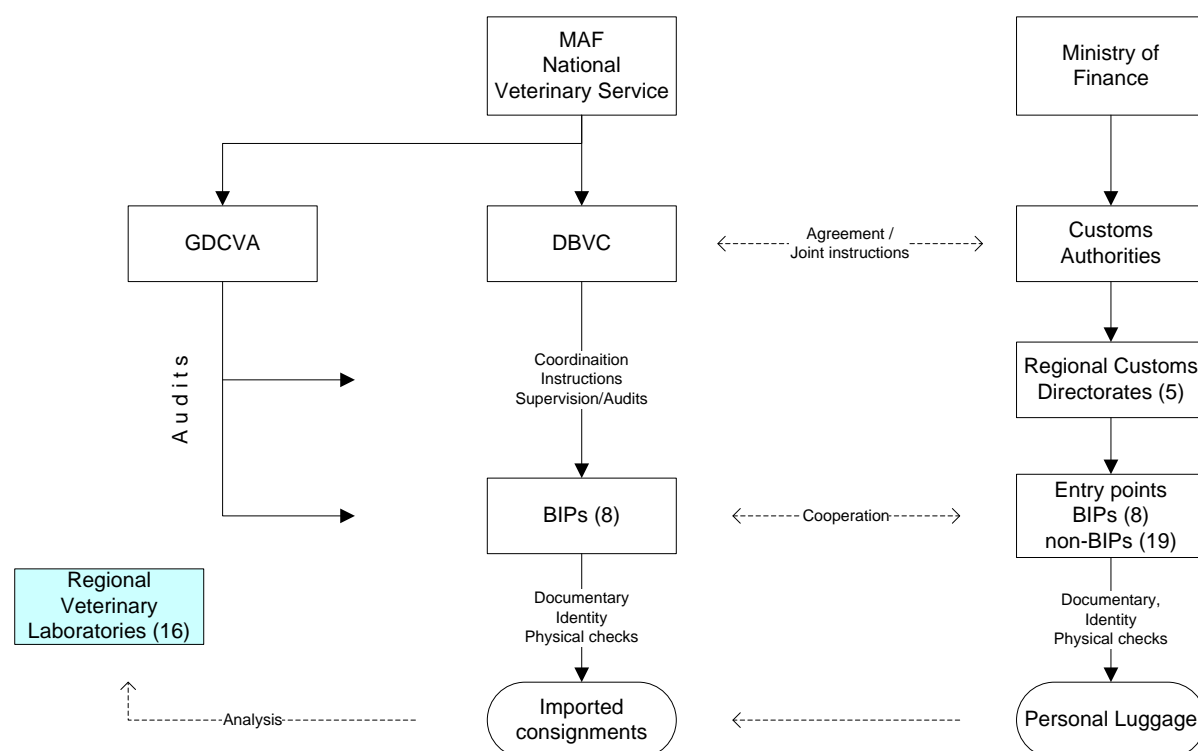 MAF
National
Veterinary Service
Ministry of
Finance
GDCVA
DBVC
Agreement /
Joint instructions
Customs
Authorities
Audits
Coordinaition
Instructions
Supervision/Audits
Regional Customs
Directorates (5)
BIPs (8)
Cooperation
Entry points
BIPs (8)
non-BIPs (19)
Regional
Veterinary
Laboratories (16)
Documentary
Identity
Physical checks
Documentary,
Identity
Physical checks
Analysis
Imported
consignments
Personal Luggage